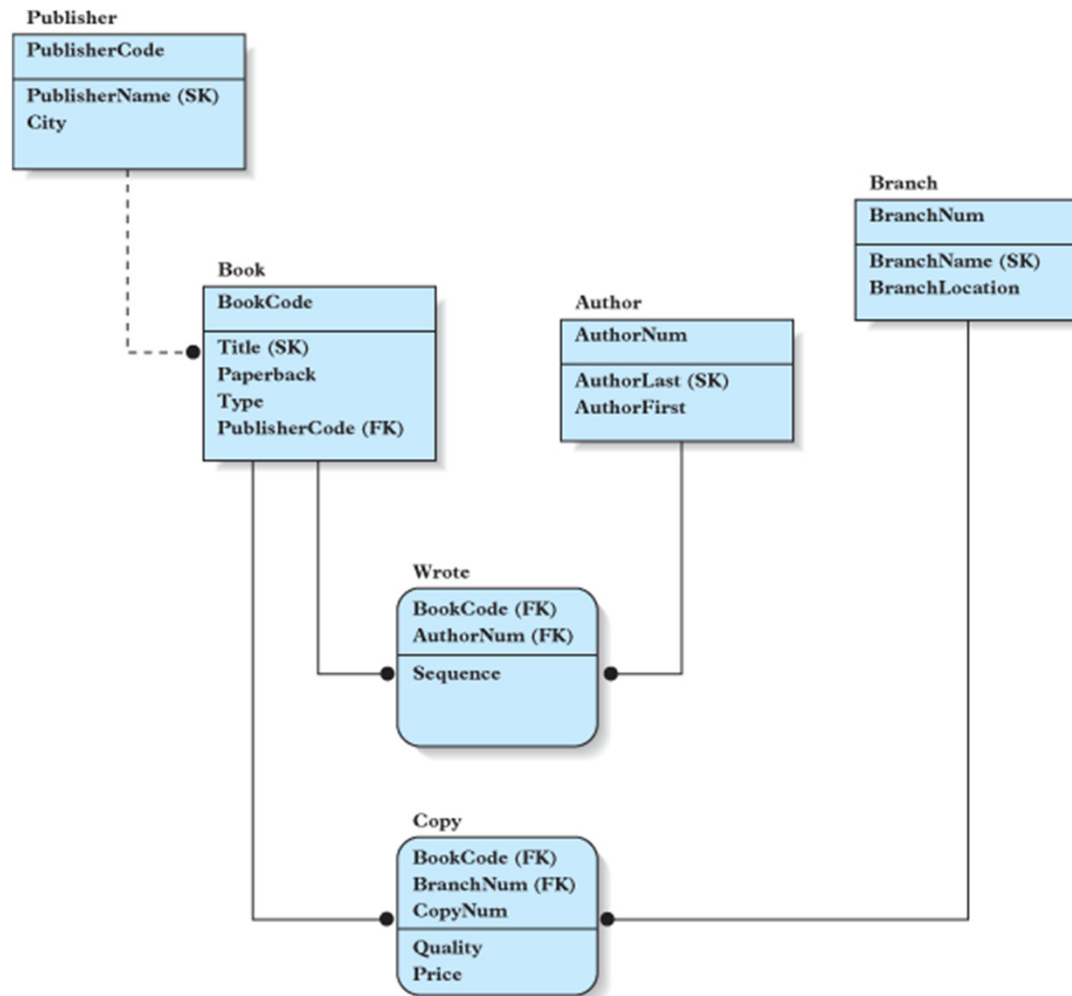 Publisher
PublisherCode
PublisherName (SK)
City
Branch
BranchNum
BranchName (SK)
BranchLocation
Book
BookCode
Title (SK)
Paperback
Type
PublisherCode (FK)
Author
AuthorNum
AuthorLast (SK)
AuthorFirst
Wrote
BookCode (FK)
AuthorNum (FK)
Sequence
Copy
BookCode (FK)
BranchNum (FK)
CopyNum
Quality
Price